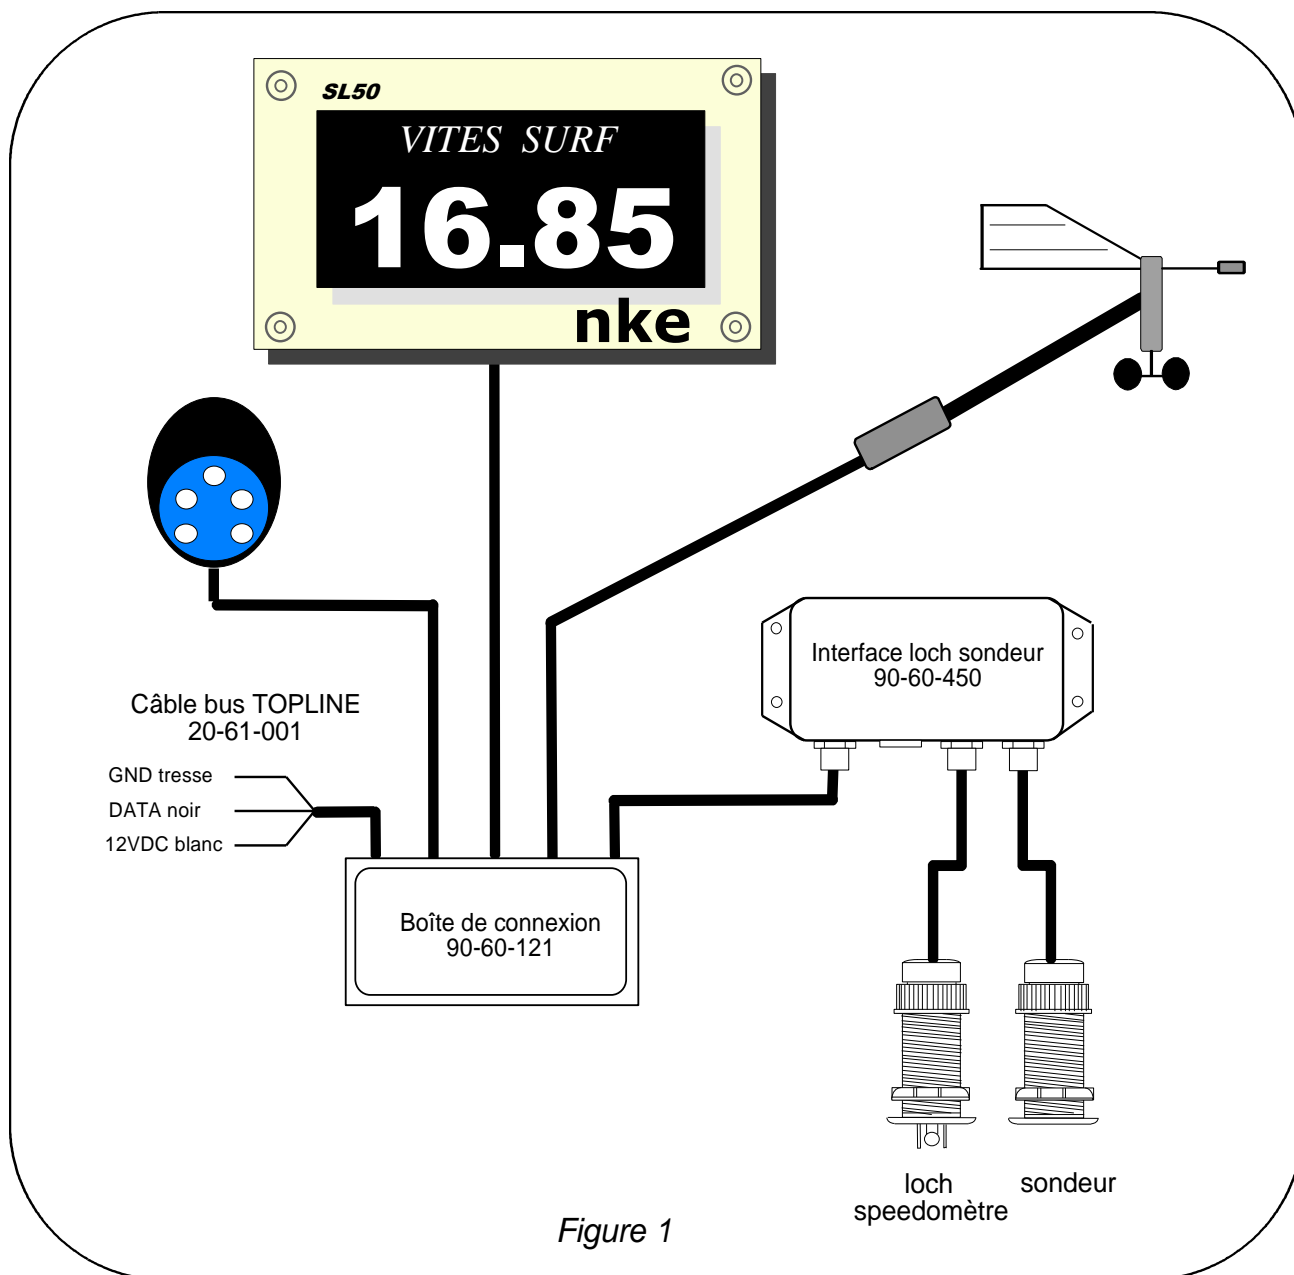 SL50
VITES SURF
16.85
nke
Interface loch sondeur
90-60-450
Câble bus TOPLINE
20-61-001
GND tresse
DATA noir
12VDC blanc
Boîte de connexion
90-60-121
loch
speedomètre
sondeur
Figure 1